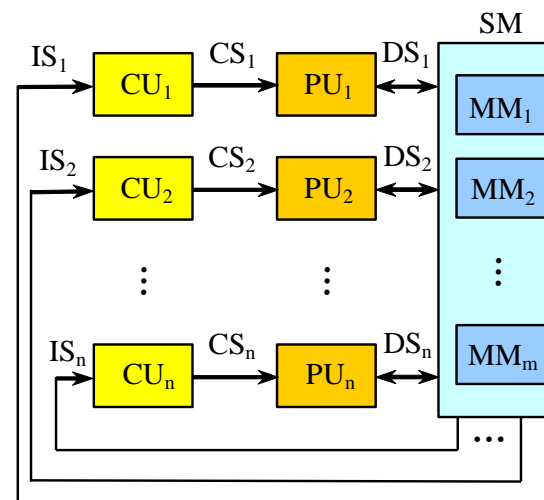 SM
IS₁ CS₁ DS₁
CU₁ PU₁ MM₁
IS₂ CS₂ DS₂
CU₂ PU₂ MM₂
⋮ ⋮ ⋮
ISₙ CSₙ DSₙ
CUₙ PUₙ MMₘ
...